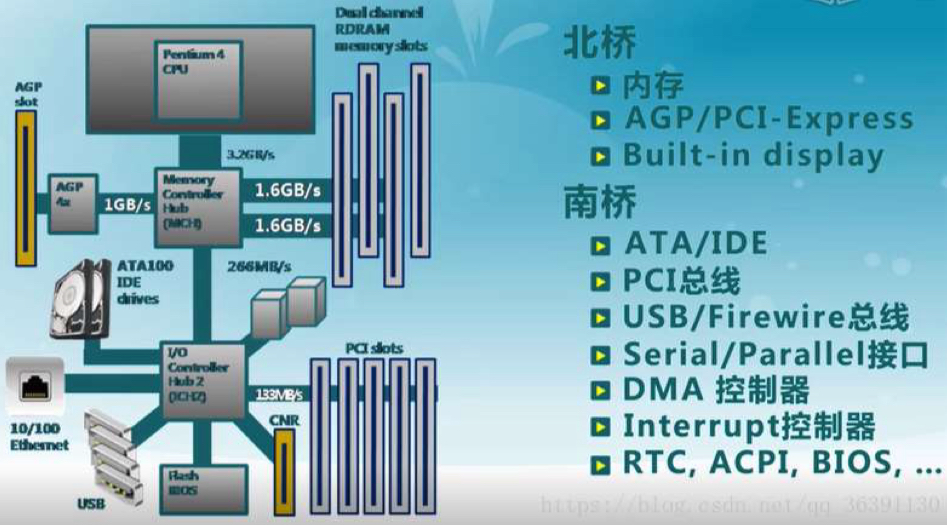 Dual channel
RDRAM
memory slots
Pentium 4
CPU
AGP
slot
3.2GB/s
AGP
4x
1GB/s
Memory
Controller
Hub
(MCH)
1.6GB/s
1.6GB/s
ATA100
IDE
drives
266MB/s
I/O
Controller
Hub 2
(ICH2)
PCI slots
133MB/s
CNR
10/100
Ethernet
USB
Flash
BIOS
北桥
内存
AGP/PCI-Express
Built-in display
南桥
ATA/IDE
PCI总线
USB/Firewire总线
Serial/Parallel接口
DMA 控制器
Interrupt控制器
RTC, ACPI, BIOS, ...
https://blog.csdn.net/qq_36391130